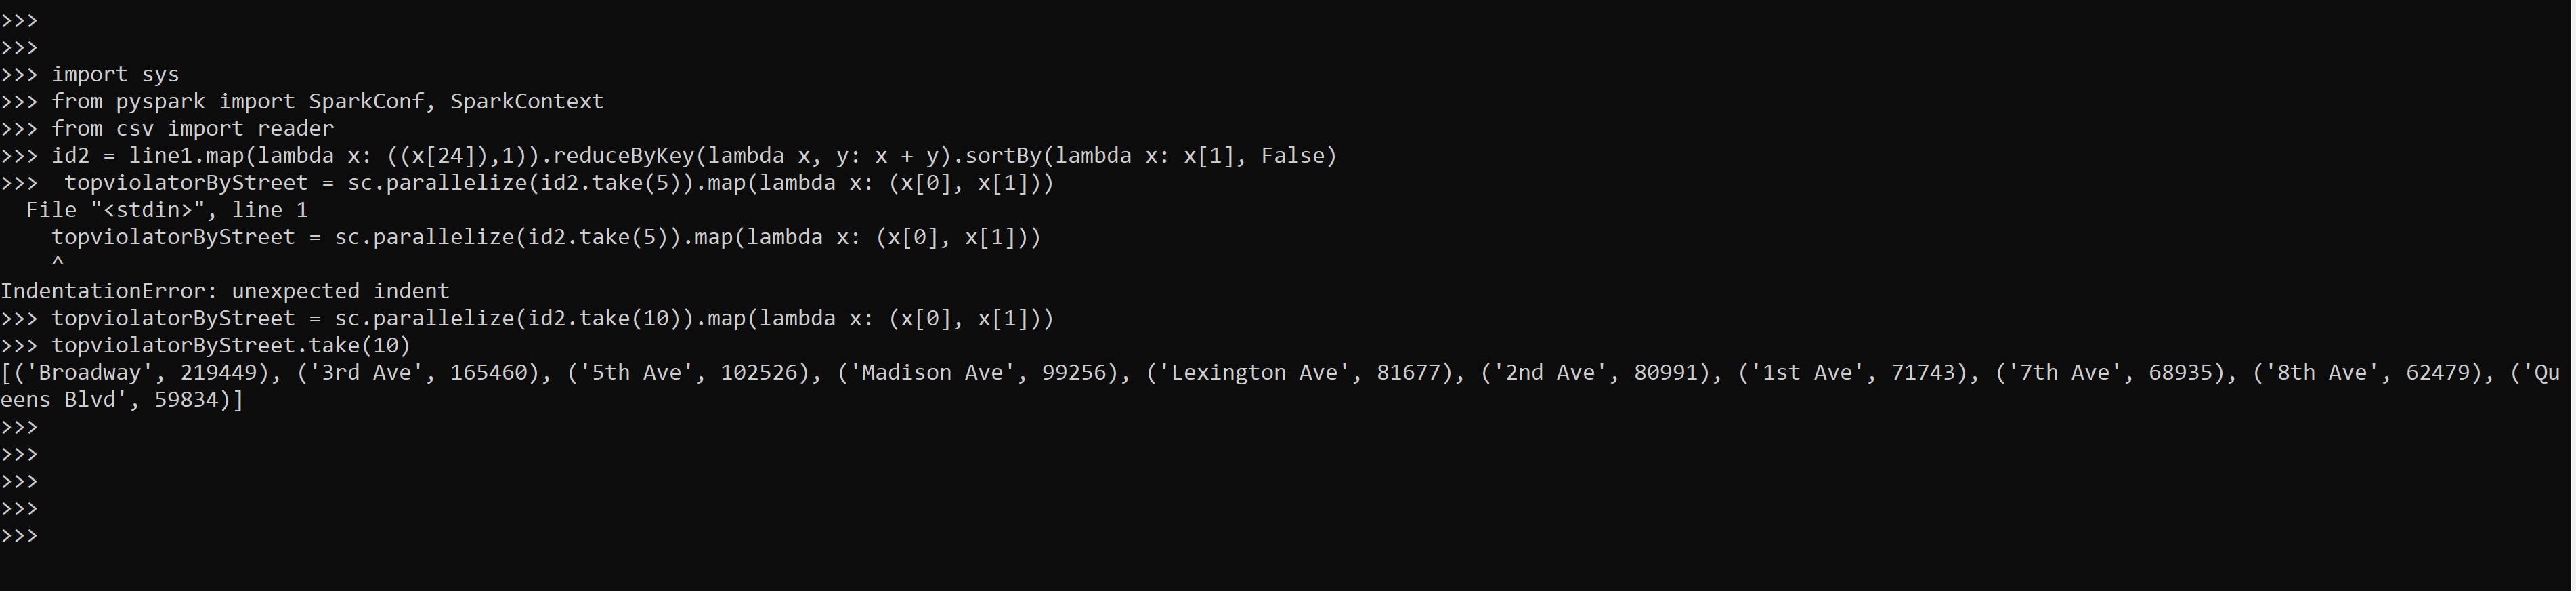 >>>
>>>
>>> import sys
>>> from pyspark import SparkConf, SparkContext
>>> from csv import reader
>>> id2 = line1.map(lambda x: ((x[24]),1)).reduceByKey(lambda x, y: x + y).sortBy(lambda x: x[1], False)
>>>  topviolatorByStreet = sc.parallelize(id2.take(5)).map(lambda x: (x[0], x[1]))
  File "<stdin>", line 1
    topviolatorByStreet = sc.parallelize(id2.take(5)).map(lambda x: (x[0], x[1]))
    ^
IndentationError: unexpected indent
>>> topviolatorByStreet = sc.parallelize(id2.take(10)).map(lambda x: (x[0], x[1]))
>>> topviolatorByStreet.take(10)
[('Broadway', 219449), ('3rd Ave', 165460), ('5th Ave', 102526), ('Madison Ave', 99256), ('Lexington Ave', 81677), ('2nd Ave', 80991), ('1st Ave', 71743), ('7th Ave', 68935), ('8th Ave', 62479), ('Qu
eens Blvd', 59834)]
>>>
>>>
>>>
>>>
>>>